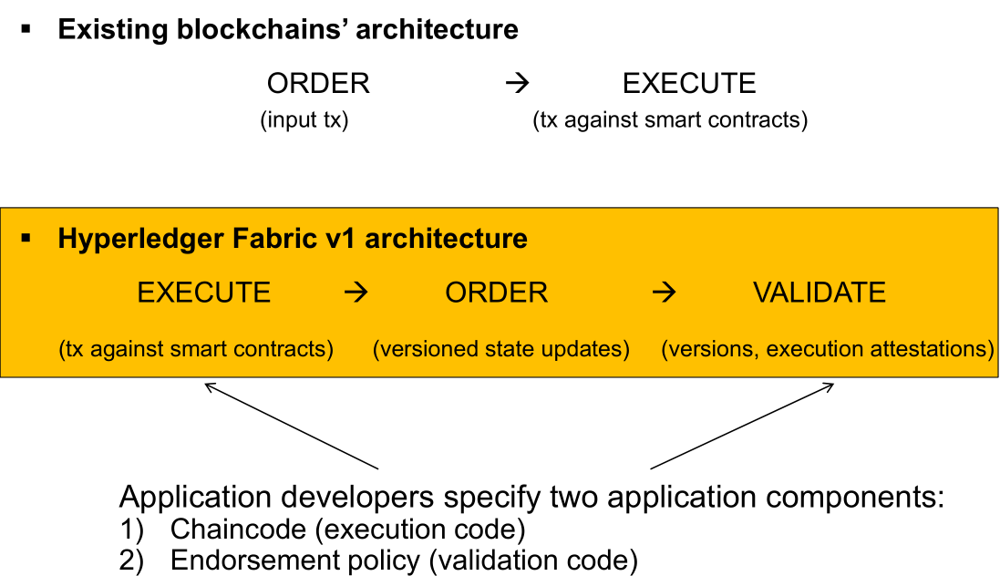 ▪ Existing blockchains’ architecture
ORDER → EXECUTE
(input tx) (tx against smart contracts)
▪ Hyperledger Fabric v1 architecture
EXECUTE → ORDER → VALIDATE
(tx against smart contracts) (versioned state updates) (versions, execution attestations)
Application developers specify two application components:
1) Chaincode (execution code)
2) Endorsement policy (validation code)